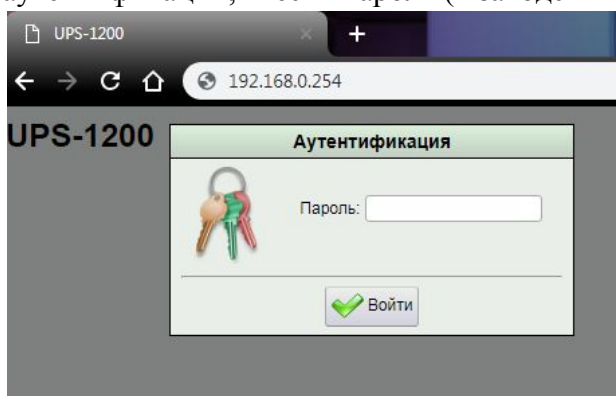 UPS-1200
192.168.0.254
UPS-1200
Аутентификация
Пароль:
Войти